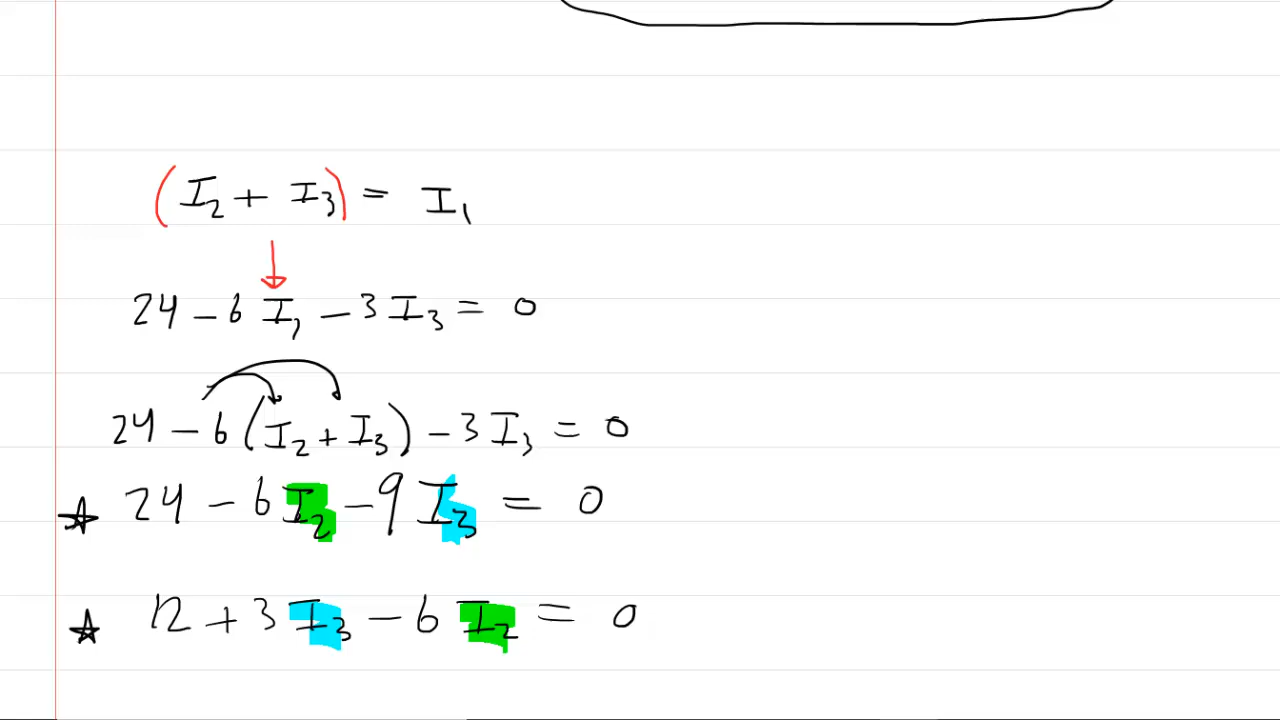 (I₂ + I₃) = I₁
24 - 6 I₁ - 3 I₃ = 0
24 - 6 (I₂ + I₃) - 3 I₃ = 0
☆ 24 - 6 I₂ - 9 I₃ = 0
☆ 12 + 3 I₃ - 6 I₂ = 0